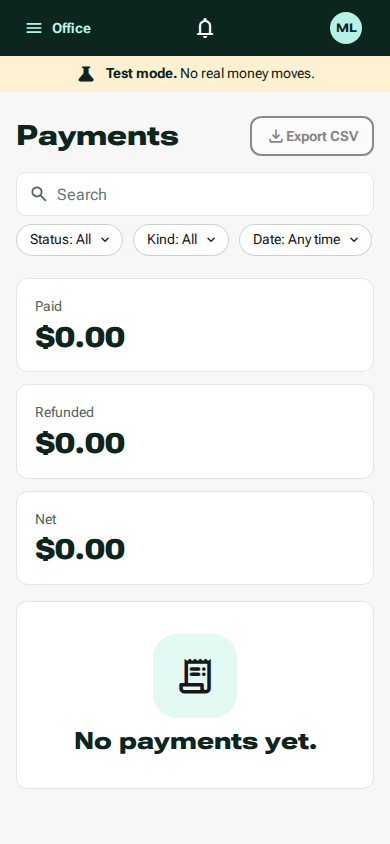 Office
ML
Test mode. No real money moves.
Payments
Export CSV
Search
Status: All
Kind: All
Date: Any time
Paid
$0.00
Refunded
$0.00
Net
$0.00
No payments yet.